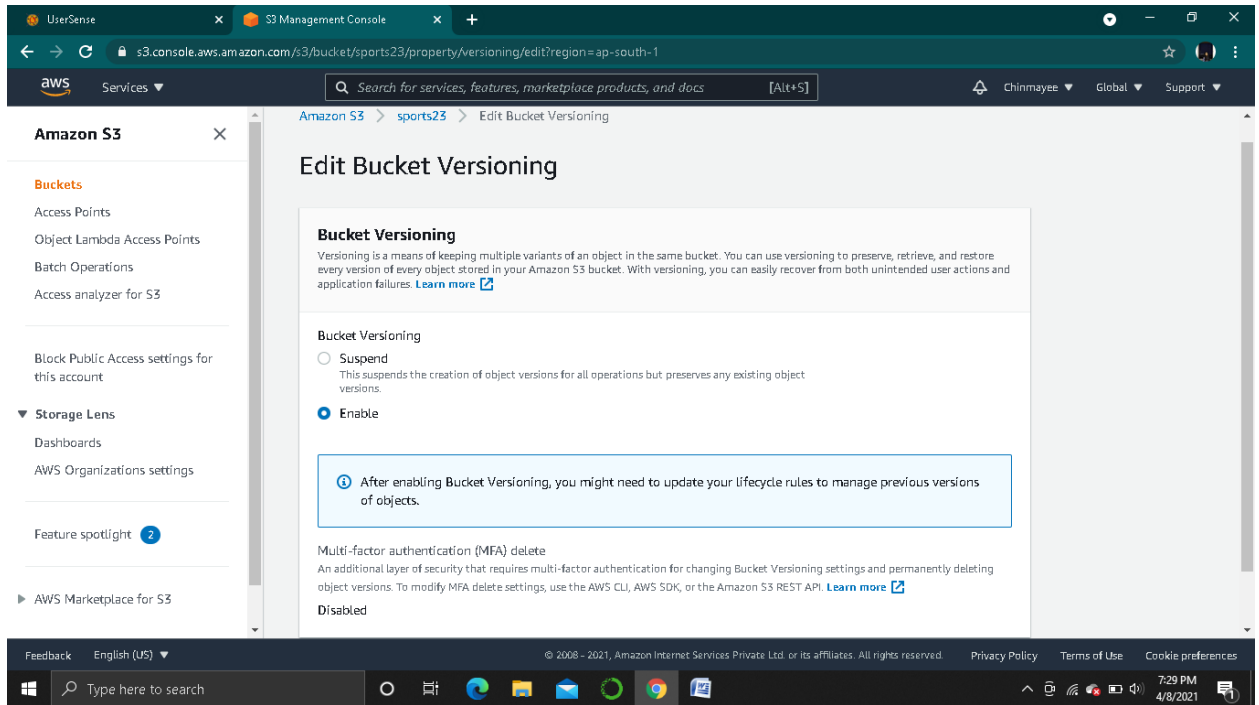 UserSense
S3 Management Console
s3.console.aws.amazon.com/s3/bucket/sports23/property/versioning/edit?region=ap-south-1
aws
Services
Search for services, features, marketplace products, and docs
[Alt+S]
Chinmayee
Global
Support
Amazon S3
Buckets
Access Points
Object Lambda Access Points
Batch Operations
Access analyzer for S3
Block Public Access settings for
this account
Storage Lens
Dashboards
AWS Organizations settings
Feature spotlight 2
AWS Marketplace for S3
Amazon S3 > sports23 > Edit Bucket Versioning
Edit Bucket Versioning
Bucket Versioning
Versioning is a means of keeping multiple variants of an object in the same bucket. You can use versioning to preserve, retrieve, and restore
every version of every object stored in your Amazon S3 bucket. With versioning, you can easily recover from both unintended user actions and
application failures. Learn more
Bucket Versioning
Suspend
This suspends the creation of object versions for all operations but preserves any existing object
versions.
Enable
After enabling Bucket Versioning, you might need to update your lifecycle rules to manage previous versions
of objects.
Multi-factor authentication (MFA) delete
An additional layer of security that requires multi-factor authentication for changing Bucket Versioning settings and permanently deleting
object versions. To modify MFA delete settings, use the AWS CLI, AWS SDK, or the Amazon S3 REST API. Learn more
Disabled
Feedback
English (US)
© 2008 - 2021, Amazon Internet Services Private Ltd. or its affiliates. All rights reserved.
Privacy Policy
Terms of Use
Cookie preferences
Type here to search
7:29 PM
4/8/2021
1